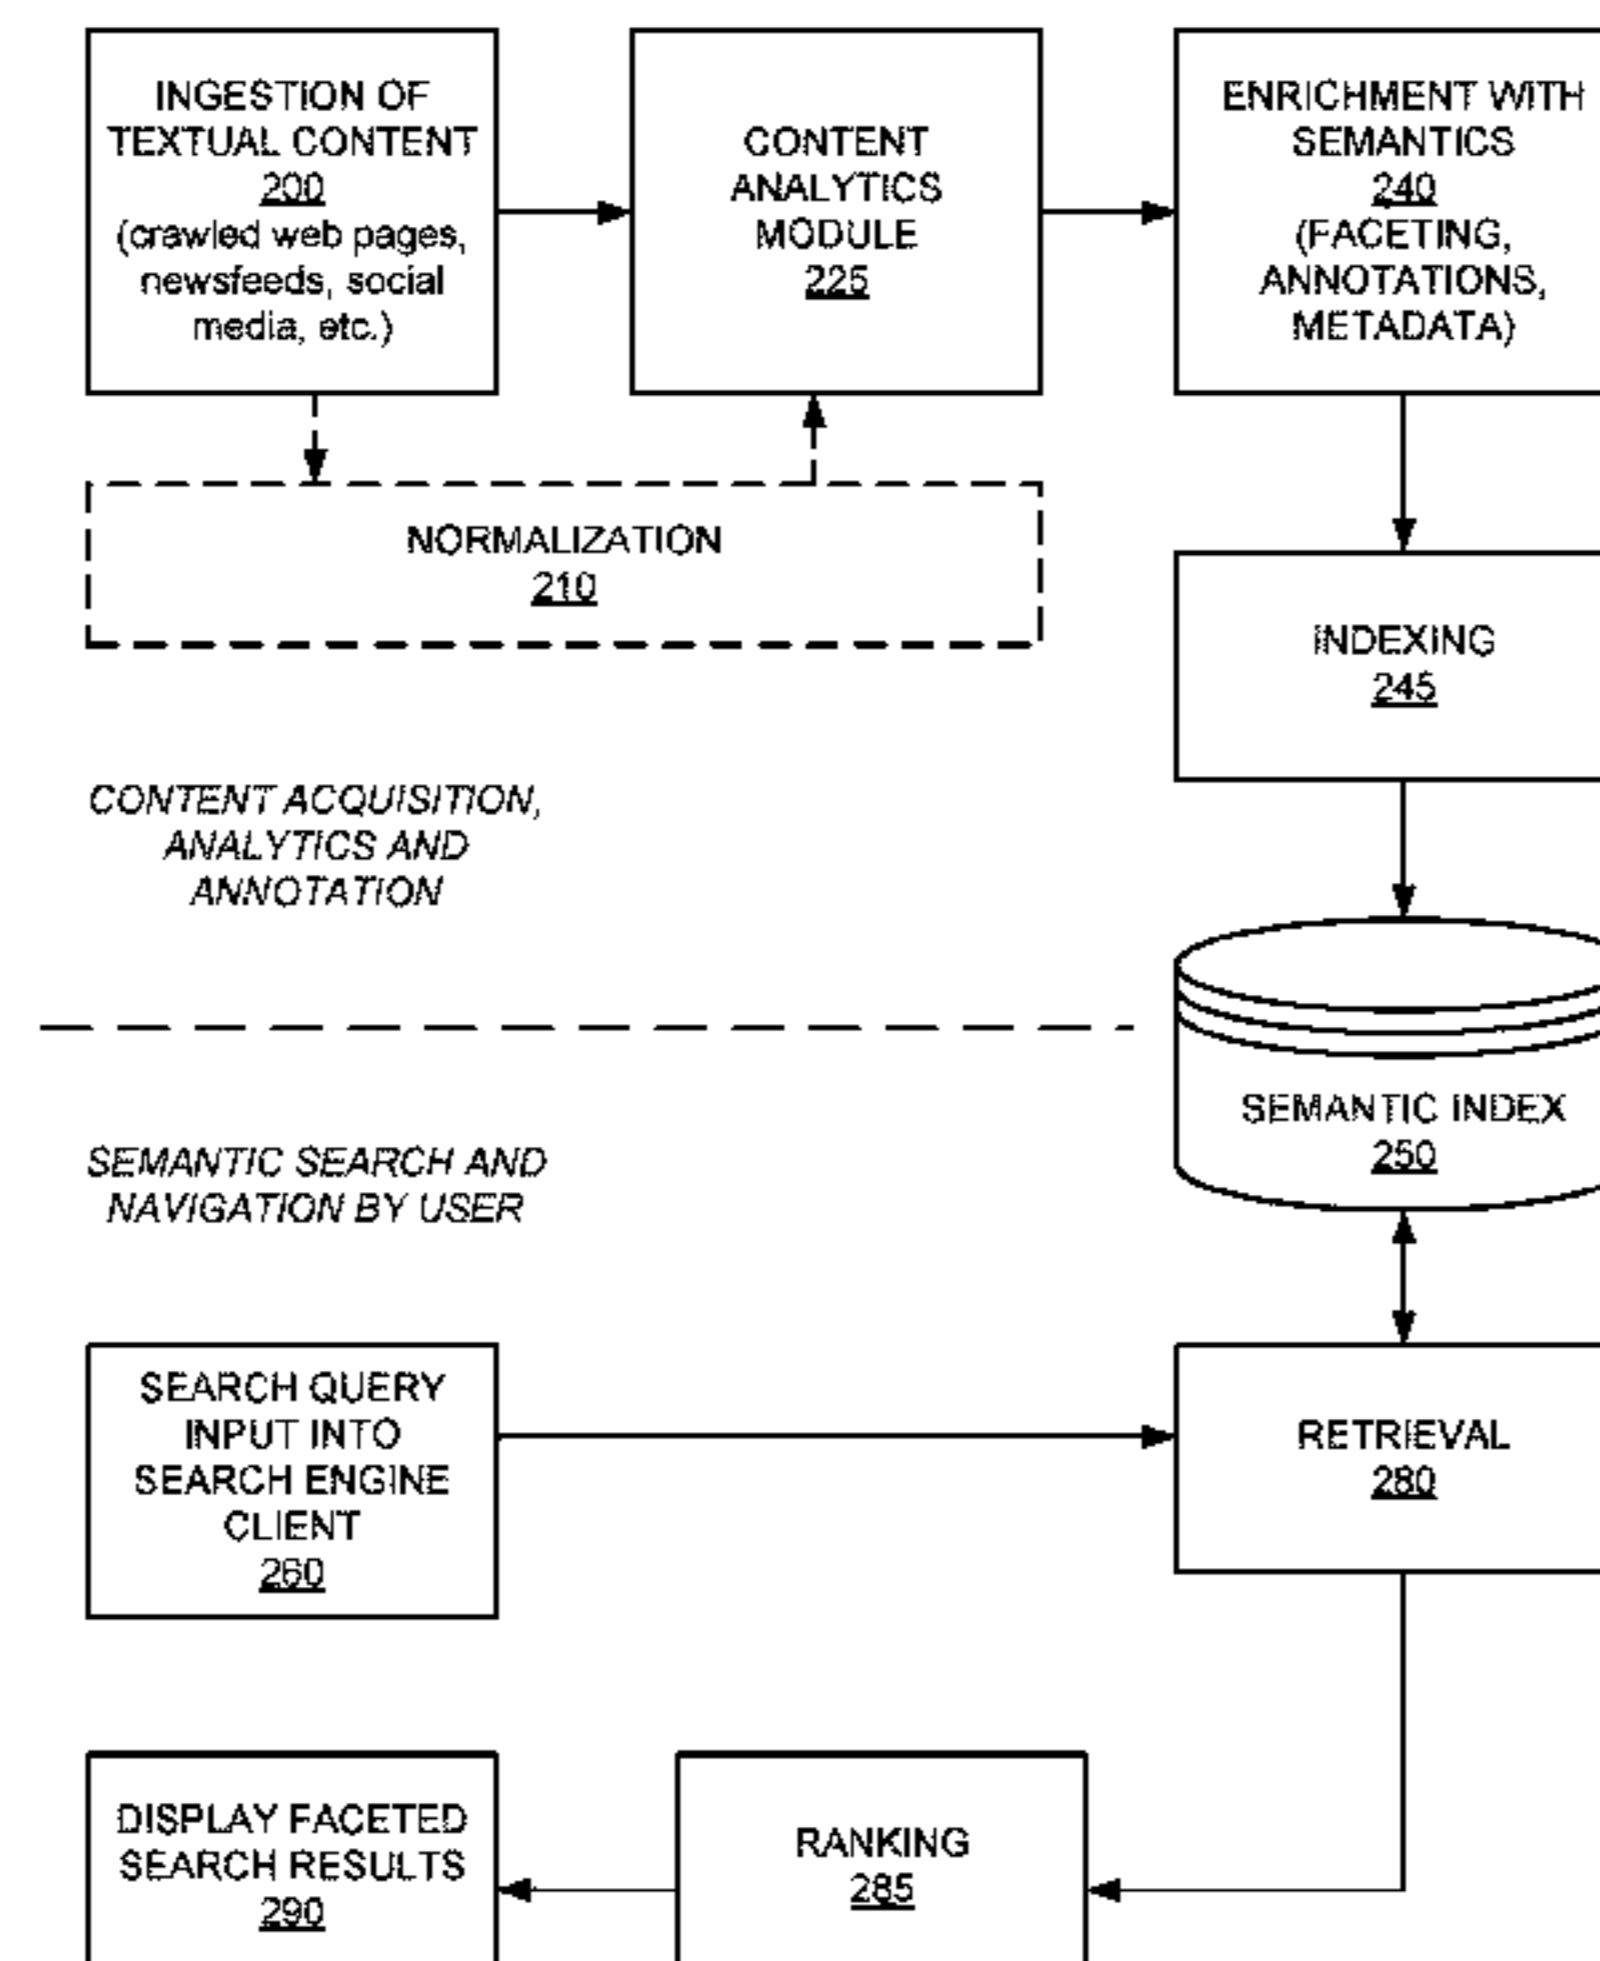 INGESTION OF
TEXTUAL CONTENT
200
(crawled web pages,
newsfeeds, social
media, etc.)
CONTENT
ANALYTICS
MODULE
225
ENRICHMENT WITH
SEMANTICS
240
(FACETING,
ANNOTATIONS,
METADATA)
NORMALIZATION
210
INDEXING
245
CONTENT ACQUISITION,
ANALYTICS AND
ANNOTATION
SEMANTIC INDEX
250
SEMANTIC SEARCH AND
NAVIGATION BY USER
SEARCH QUERY
INPUT INTO
SEARCH ENGINE
CLIENT
260
RETRIEVAL
280
DISPLAY FACETED
SEARCH RESULTS
290
RANKING
285